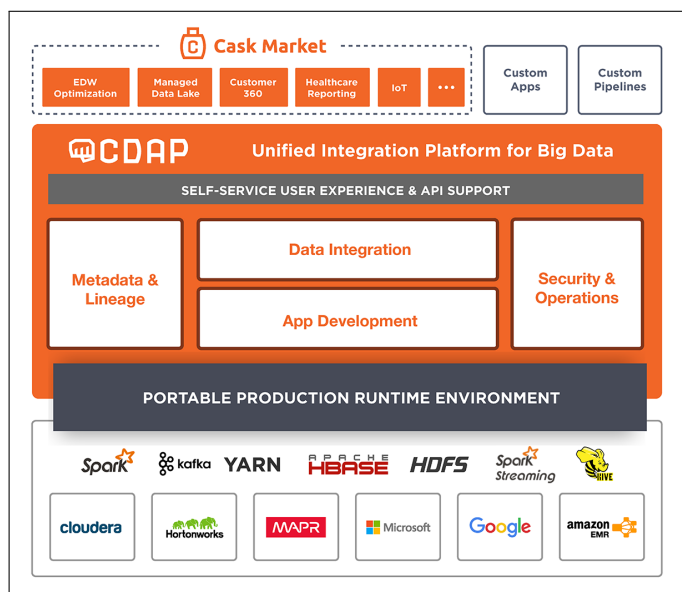 Cask Market
EDW
Optimization
Managed
Data Lake
Customer
360
Healthcare
Reporting
IoT
...
Custom
Apps
Custom
Pipelines
CDAP
Unified Integration Platform for Big Data
SELF-SERVICE USER EXPERIENCE & API SUPPORT
Metadata &
Lineage
Data Integration
App Development
Security &
Operations
PORTABLE PRODUCTION RUNTIME ENVIRONMENT
Spark
kafka
YARN
APACHE
HBASE
HDFS
Spark
Streaming
HIVE
cloudera
Hortonworks
MAPR
Microsoft
Google
amazon
EMR